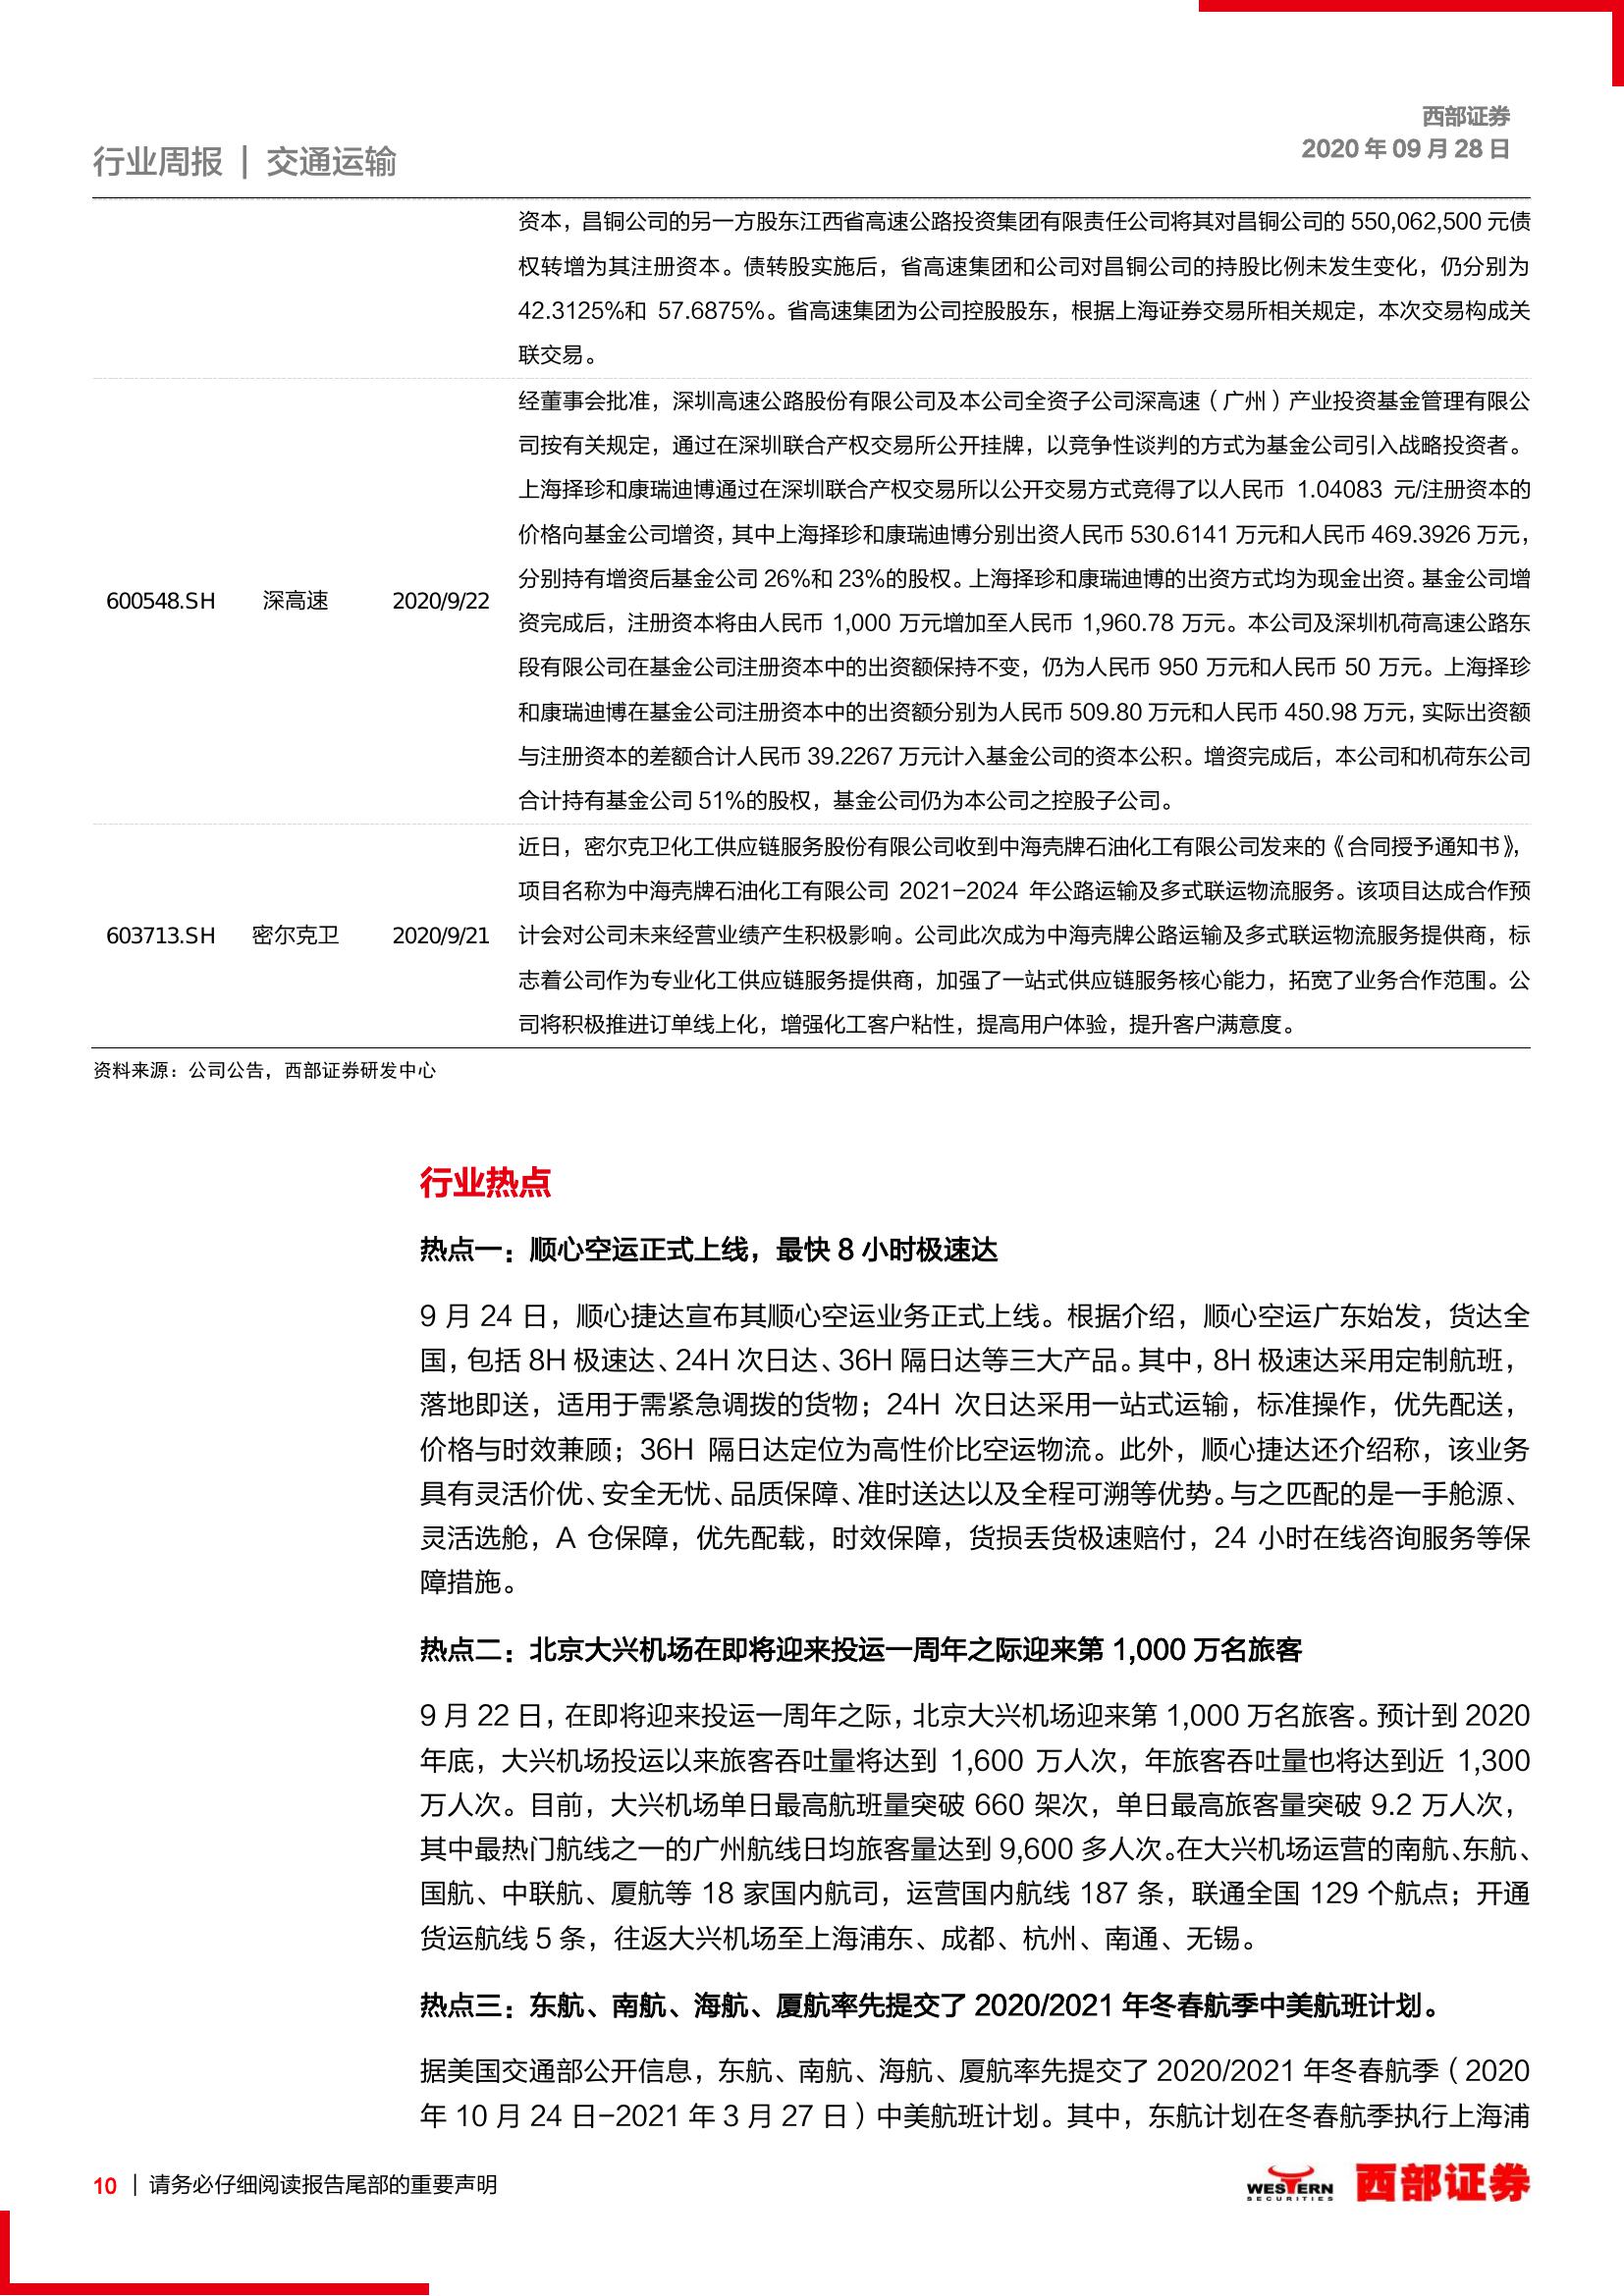 西部证券
2020 年 09 月 28 日
行业周报 | 交通运输
资本，昌铜公司的另一方股东江西省高速公路投资集团有限责任公司将其对昌铜公司的 550,062,500 元债
权转增为其注册资本。债转股实施后，省高速集团和公司对昌铜公司的持股比例未发生变化，仍分别为
42.3125%和 57.6875%。省高速集团为公司控股股东，根据上海证券交易所相关规定，本次交易构成关
联交易。
600548.SH 深高速 2020/9/22
经董事会批准，深圳高速公路股份有限公司及本公司全资子公司深高速（广州）产业投资基金管理有限公
司按有关规定，通过在深圳联合产权交易所公开挂牌，以竞争性谈判的方式为基金公司引入战略投资者。
上海择珍和康瑞迪博通过在深圳联合产权交易所以公开交易方式竞得了以人民币 1.04083 元/注册资本的
价格向基金公司增资，其中上海择珍和康瑞迪博分别出资人民币 530.6141 万元和人民币 469.3926 万元，
分别持有增资后基金公司 26%和 23%的股权。上海择珍和康瑞迪博的出资方式均为现金出资。基金公司增
资完成后，注册资本将由人民币 1,000 万元增加至人民币 1,960.78 万元。本公司及深圳机荷高速公路东
段有限公司在基金公司注册资本中的出资额保持不变，仍为人民币 950 万元和人民币 50 万元。上海择珍
和康瑞迪博在基金公司注册资本中的出资额分别为人民币 509.80 万元和人民币 450.98 万元，实际出资额
与注册资本的差额合计人民币 39.2267 万元计入基金公司的资本公积。增资完成后，本公司和机荷东公司
合计持有基金公司 51%的股权，基金公司仍为本公司之控股子公司。
603713.SH 密尔克卫 2020/9/21
近日，密尔克卫化工供应链服务股份有限公司收到中海壳牌石油化工有限公司发来的《合同授予通知书》，
项目名称为中海壳牌石油化工有限公司 2021–2024 年公路运输及多式联运物流服务。该项目达成合作预
计会对公司未来经营业绩产生积极影响。公司此次成为中海壳牌公路运输及多式联运物流服务提供商，标
志着公司作为专业化工供应链服务提供商，加强了一站式供应链服务核心能力，拓宽了业务合作范围。公
司将积极推进订单线上化，增强化工客户粘性，提高用户体验，提升客户满意度。
资料来源：公司公告，西部证券研发中心
行业热点
热点一：顺心空运正式上线，最快 8 小时极速达
9 月 24 日，顺心捷达宣布其顺心空运业务正式上线。根据介绍，顺心空运广东始发，货达全
国，包括 8H 极速达、24H 次日达、36H 隔日达等三大产品。其中，8H 极速达采用定制航班，
落地即送，适用于需紧急调拨的货物；24H 次日达采用一站式运输，标准操作，优先配送，
价格与时效兼顾；36H 隔日达定位为高性价比空运物流。此外，顺心捷达还介绍称，该业务
具有灵活价优、安全无忧、品质保障、准时送达以及全程可溯等优势。与之匹配的是一手舱源、
灵活选舱，A 仓保障，优先配载，时效保障，货损丢货极速赔付，24 小时在线咨询服务等保
障措施。
热点二：北京大兴机场在即将迎来投运一周年之际迎来第 1,000 万名旅客
9 月 22 日，在即将迎来投运一周年之际，北京大兴机场迎来第 1,000 万名旅客。预计到 2020
年底，大兴机场投运以来旅客吞吐量将达到 1,600 万人次，年旅客吞吐量也将达到近 1,300
万人次。目前，大兴机场单日最高航班量突破 660 架次，单日最高旅客量突破 9.2 万人次，
其中最热门航线之一的广州航线日均旅客量达到 9,600 多人次。在大兴机场运营的南航、东航、
国航、中联航、厦航等 18 家国内航司，运营国内航线 187 条，联通全国 129 个航点；开通
货运航线 5 条，往返大兴机场至上海浦东、成都、杭州、南通、无锡。
热点三：东航、南航、海航、厦航率先提交了 2020/2021 年冬春航季中美航班计划。
据美国交通部公开信息，东航、南航、海航、厦航率先提交了 2020/2021 年冬春航季（2020
年 10 月 24 日–2021 年 3 月 27 日）中美航班计划。其中，东航计划在冬春航季执行上海浦
10 | 请务必仔细阅读报告尾部的重要声明
WESTERN
SECURITIES
西部证券